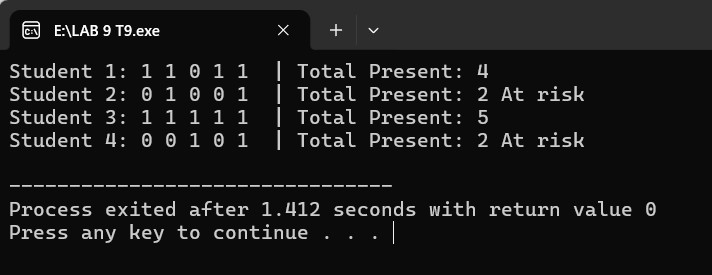 E:\LAB 9 T9.exe
Student 1: 1 1 0 1 1  | Total Present: 4
Student 2: 0 1 0 0 1  | Total Present: 2 At risk
Student 3: 1 1 1 1 1  | Total Present: 5
Student 4: 0 0 1 0 1  | Total Present: 2 At risk
--------------------------------
Process exited after 1.412 seconds with return value 0
Press any key to continue . . .